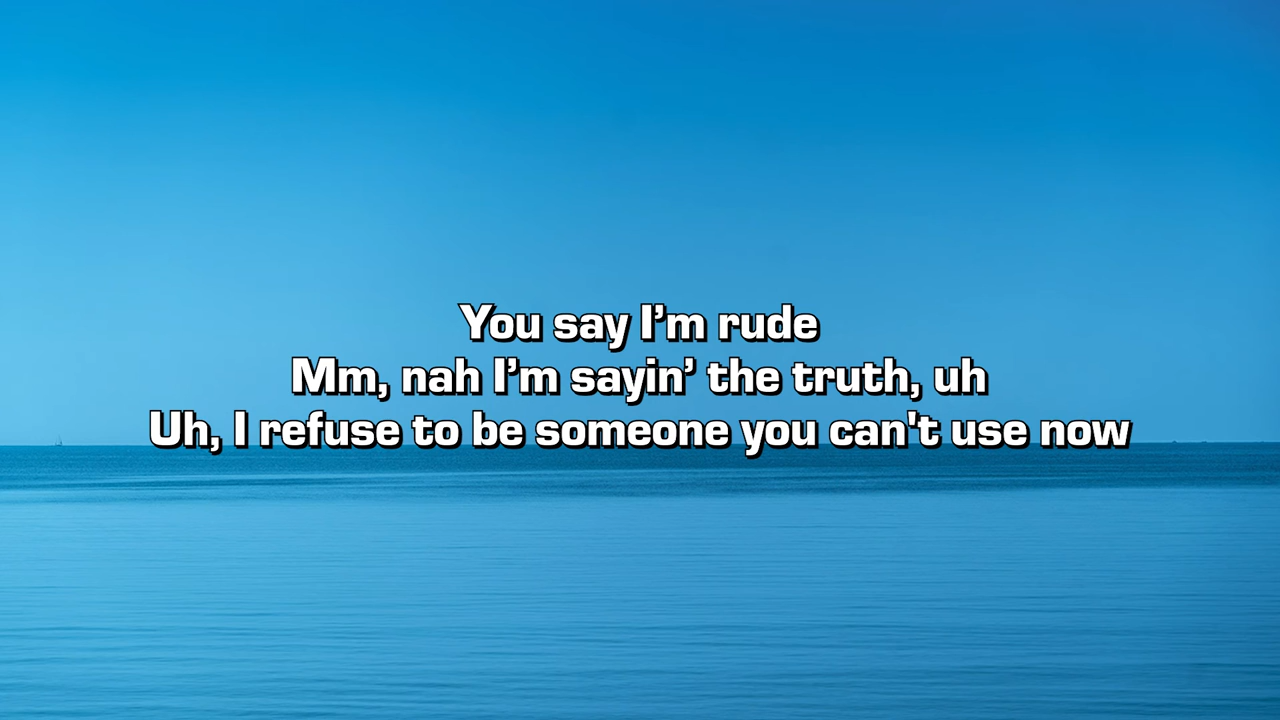 You say I’m rude
Mm, nah I’m sayin’ the truth, uh
Uh, I refuse to be someone you can't use now